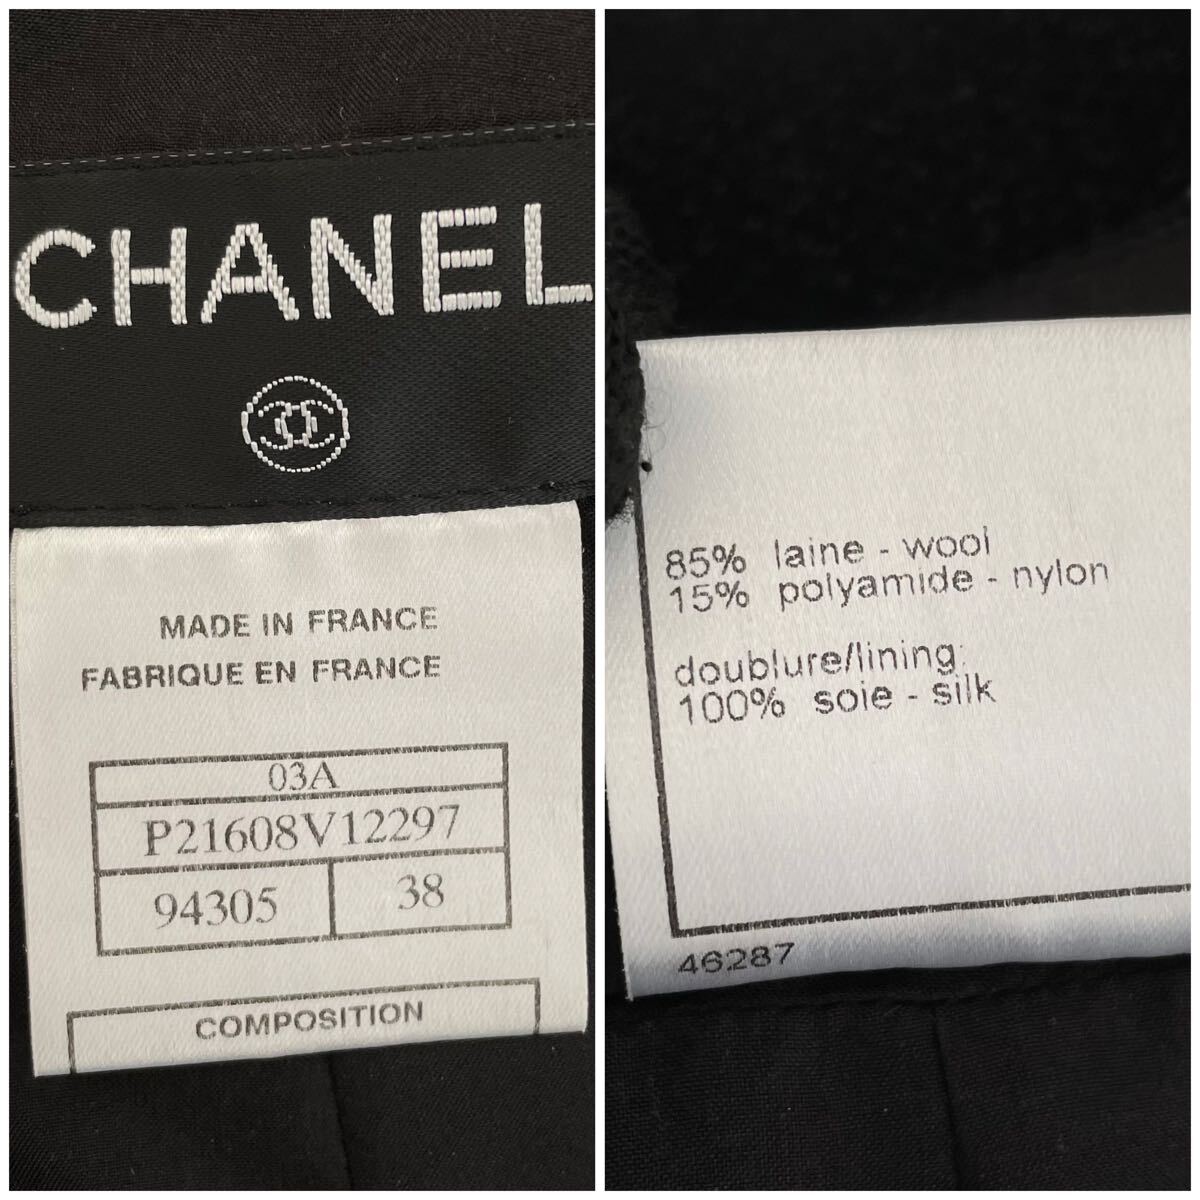 CHANEL
MADE IN FRANCE
FABRIQUE EN FRANCE
03A
P21608V12297
94305 38
COMPOSITION
85% laine - wool
15% polyamide - nylon
doublure/lining:
100% soie - silk
46287